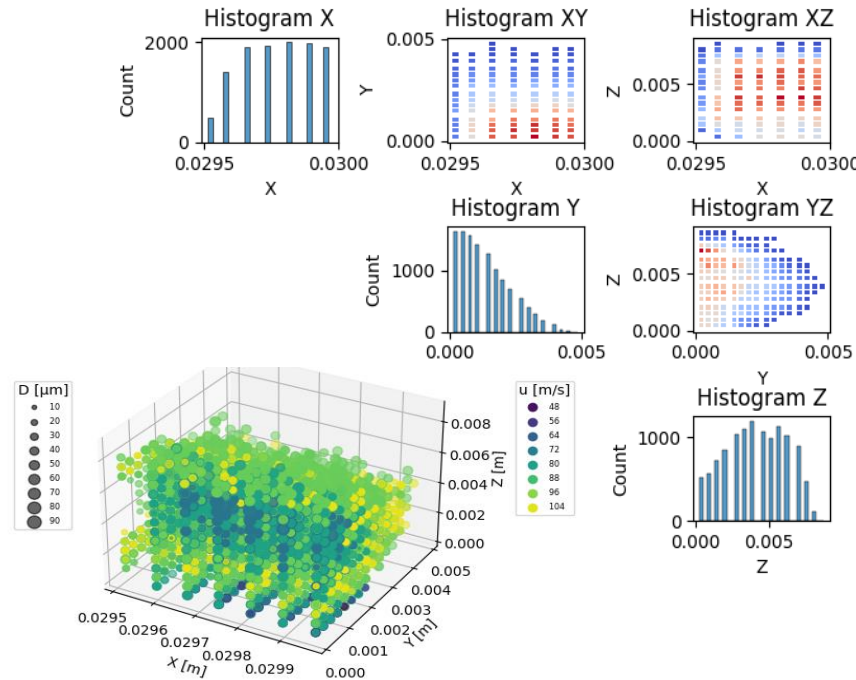 Histogram X
2000
Count
0
0.0295
0.0300
X
Histogram XY
0.005
Y
0.000
0.0295
0.0300
X
Histogram XZ
Z
0.005
0.000
0.0295
0.0300
X
Histogram Y
Count
1000
0
0.000
0.005
Histogram YZ
Z
0.005
0.000
0.000
0.005
Y
D [µm]
10
20
30
40
50
60
70
80
90
0.008
0.006
0.004
0.002
0.000
Z [m]
0.005
0.004
0.003
0.002
0.001
0.000
Y [m]
0.0295
0.0296
0.0297
0.0298
0.0299
X [m]
u [m/s]
48
56
64
72
80
88
96
104
Histogram Z
1000
Count
0
0.000
0.005
Z